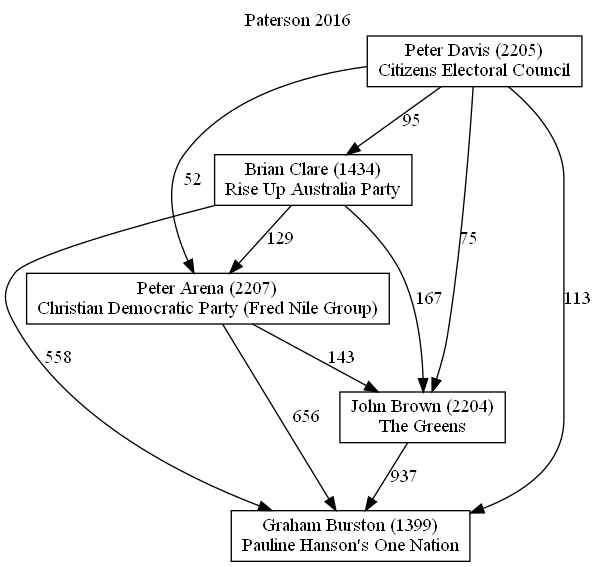 Paterson 2016
Peter Davis (2205)
Citizens Electoral Council
95
Brian Clare (1434)
Rise Up Australia Party
52
129
75
Peter Arena (2207)
Christian Democratic Party (Fred Nile Group)
167
113
558
143
John Brown (2204)
The Greens
656
937
Graham Burston (1399)
Pauline Hanson's One Nation